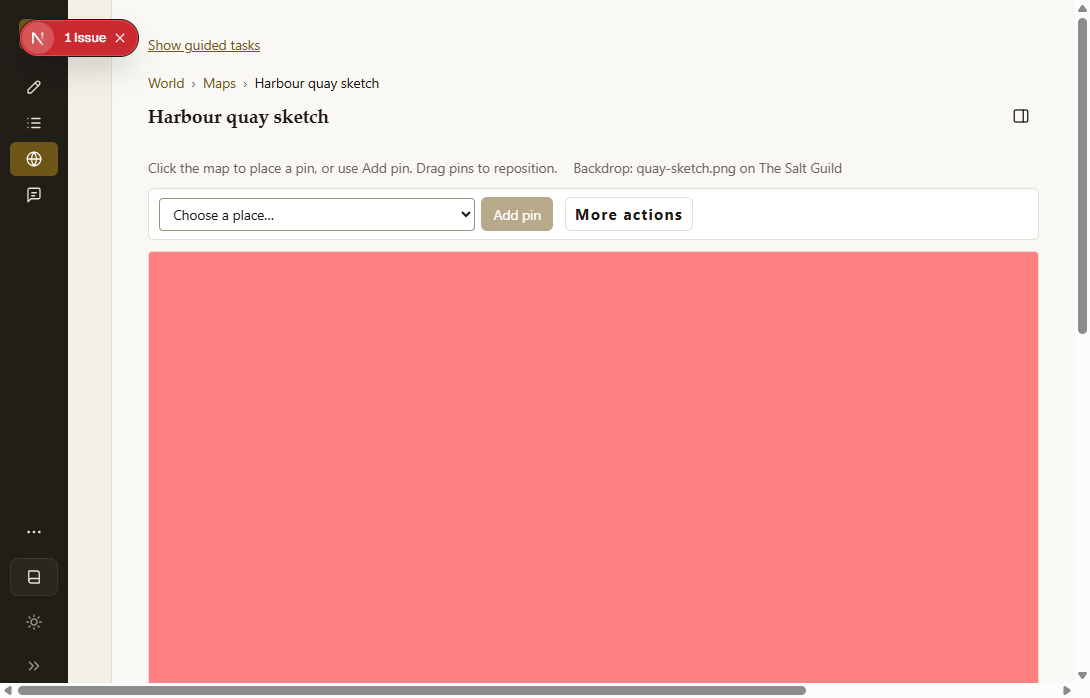 N 1 Issue
Show guided tasks
World › Maps › Harbour quay sketch
Harbour quay sketch
Click the map to place a pin, or use Add pin. Drag pins to reposition. Backdrop: quay-sketch.png on The Salt Guild
Choose a place... Add pin More actions